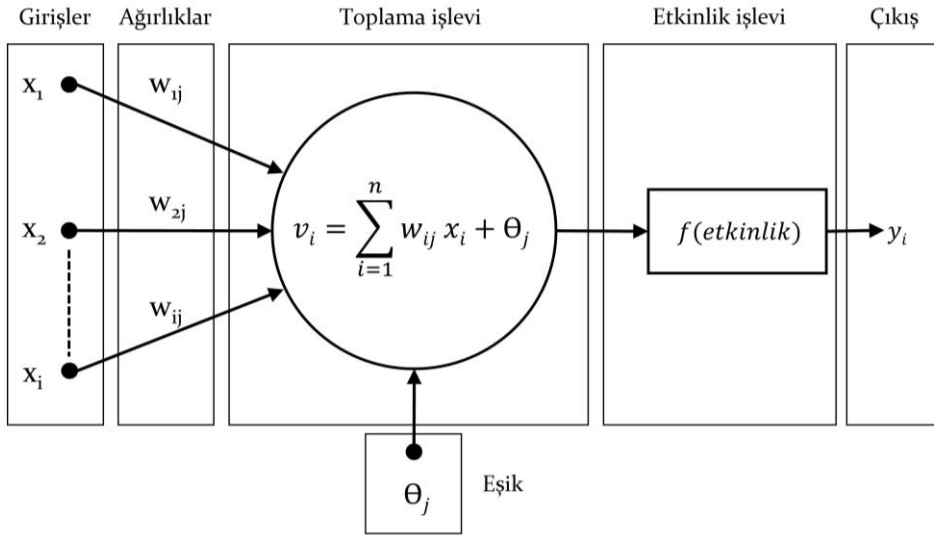 Girişler Ağırlıklar Toplama işlevi Etkinlik işlevi Çıkış
x₁ w₁ⱼ
x₂ w₂ⱼ
xᵢ wᵢⱼ
n
vᵢ = ∑ wᵢⱼ xᵢ + Θⱼ
i=1
f(etkinlik)
yᵢ
Θⱼ Eşik